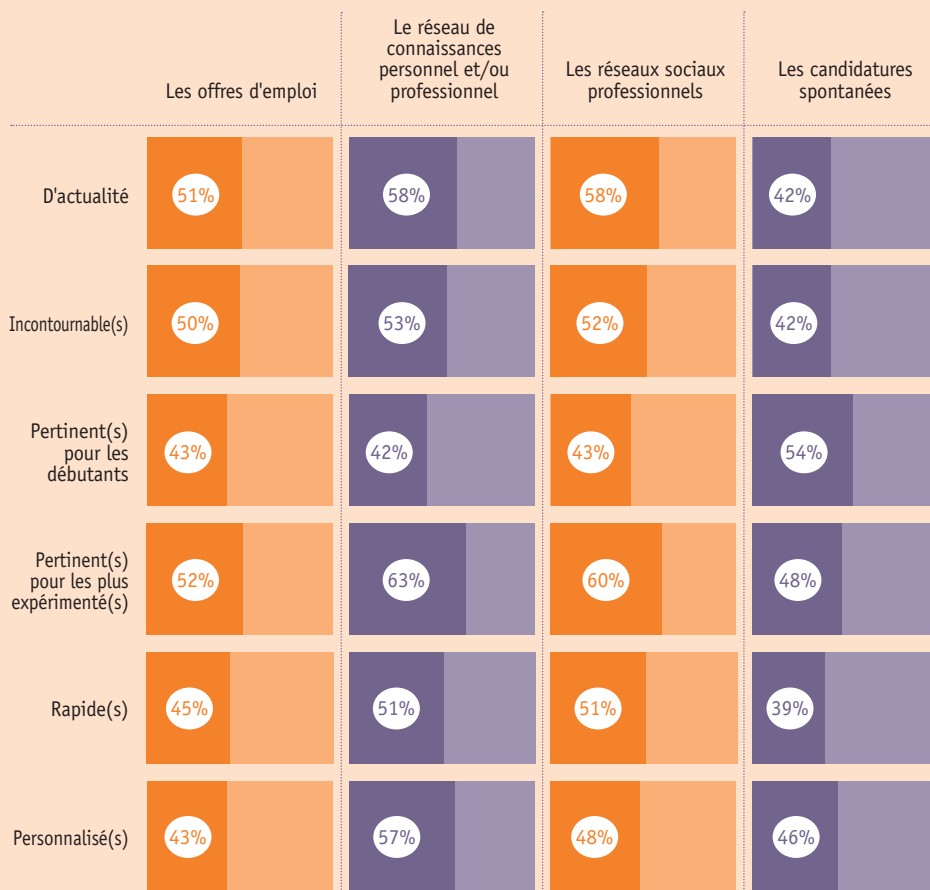 Les offres d'emploi
Le réseau de
connaissances
personnel et/ou
professionnel
Les réseaux sociaux
professionnels
Les candidatures
spontanées
D'actualité
51%
58%
58%
42%
Incontournable(s)
50%
53%
52%
42%
Pertinent(s)
pour les
débutants
43%
42%
43%
54%
Pertinent(s)
pour les plus
expérimenté(s)
52%
63%
60%
48%
Rapide(s)
45%
51%
51%
39%
Personnalisé(s)
43%
57%
48%
46%